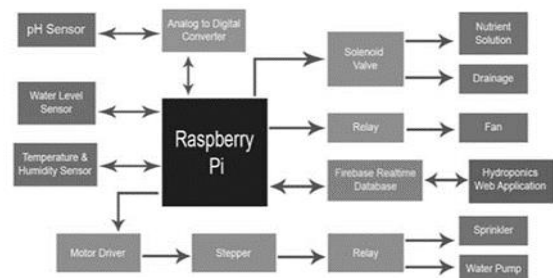 pH Sensor
Analog to Digital
Converter
Solenoid
Valve
Nutrient
Solution
Drainage
Water Level
Sensor
Raspberry
Pi
Relay
Fan
Temperature &
Humidity Sensor
Firebase Realtime
Database
Hydroponics
Web Application
Motor Driver
Stepper
Relay
Sprinkler
Water Pump